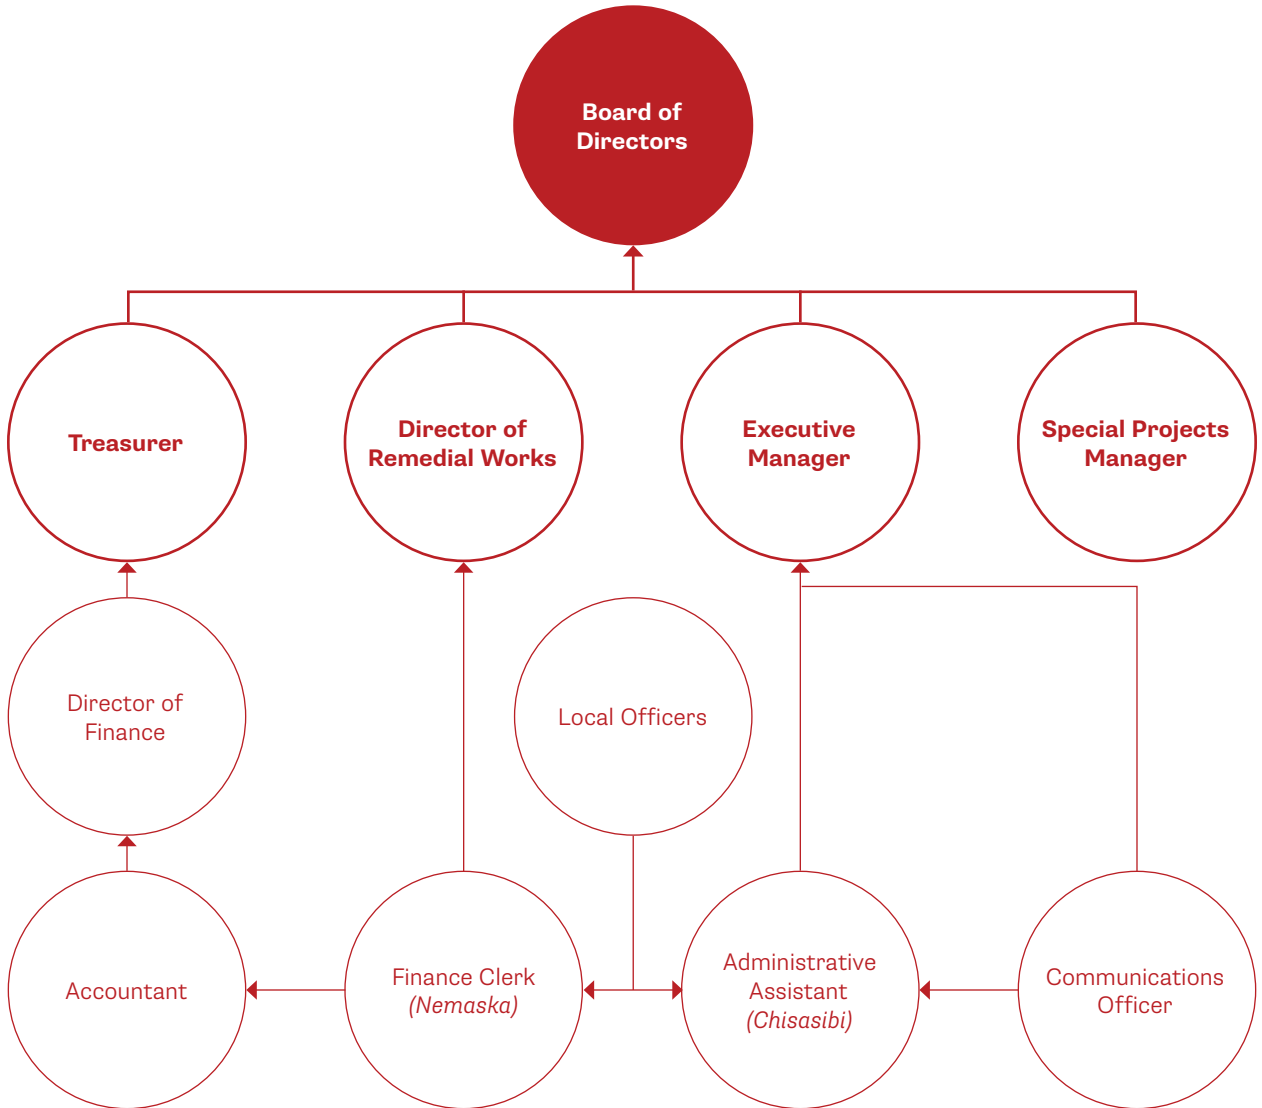 Board of
Directors
Treasurer
Director of
Remedial Works
Executive
Manager
Special Projects
Manager
Director of
Finance
Local Officers
Accountant
Finance Clerk
(Nemaska)
Administrative
Assistant
(Chisasibi)
Communications
Officer